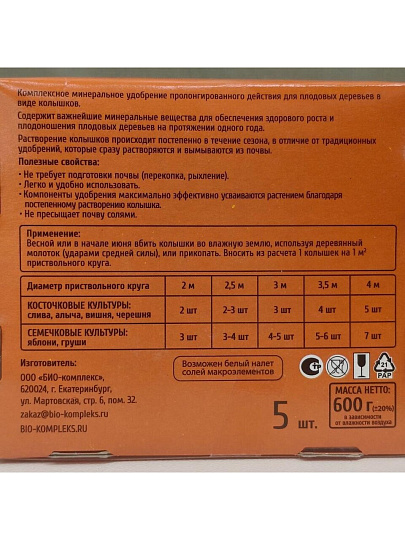 Комплексное минеральное удобрение пролонгированного действия для плодовых деревьев в
виде колышков.
Содержит важнейшие минеральные вещества для обеспечения здорового роста и
плодоношения плодовых деревьев на протяжении одного года.
Растворение колышков происходит постепенно в течение сезона, в отличие от традиционных
удобрений, которые сразу растворяются и вымываются из почвы.
Полезные свойства:
• Не требует подготовки почвы (перекопка, рыхление).
• Легко и удобно использовать.
• Компоненты удобрения максимально эффективно усваиваются растением благодаря
постепенному растворению колышков.
• Не пресыщает почву солями.
Применение:
Весной или в начале июня вбить колышки во влажную землю, используя деревянный
молоток (ударами средней силы), или прикопать. Вносить из расчета 1 колышек на 1 м²
приствольного круга.
Диаметр приствольного круга 2 м 2,5 м 3 м 3,5 м 4 м
КОСТОЧКОВЫЕ КУЛЬТУРЫ:
слива, алыча, вишня, черешня 2 шт 2-3 шт 3 шт 4 шт 5 шт
СЕМЕЧКОВЫЕ КУЛЬТУРЫ:
яблони, груши 3 шт 3-4 шт 4-5 шт 5-6 шт 7 шт
Изготовитель:
ООО «БИО-комплекс»,
620024, г. Екатеринбург,
ул. Мартовская, стр. 6, пом. 32.
zakaz@bio-kompleks.ru
BIO-KOMPLEKS.RU
Возможен белый налет
солей макроэлементов
21
PAP
5 шт.
МАССА НЕТТО:
600 г (±20%)
в зависимости
от влажности воздуха